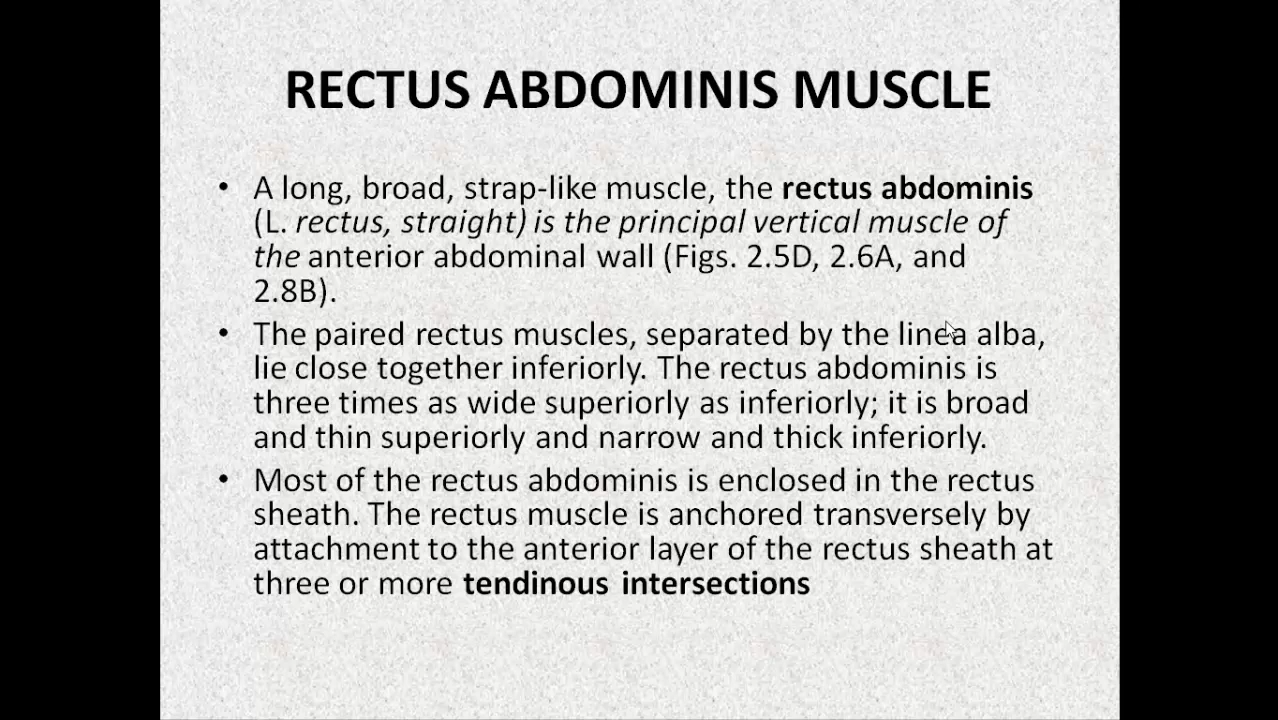 RECTUS ABDOMINIS MUSCLE
• A long, broad, strap-like muscle, the rectus abdominis
(L. rectus, straight) is the principal vertical muscle of
the anterior abdominal wall (Figs. 2.5D, 2.6A, and
2.8B).
• The paired rectus muscles, separated by the linea alba,
lie close together inferiorly. The rectus abdominis is
three times as wide superiorly as inferiorly; it is broad
and thin superiorly and narrow and thick inferiorly.
• Most of the rectus abdominis is enclosed in the rectus
sheath. The rectus muscle is anchored transversely by
attachment to the anterior layer of the rectus sheath at
three or more tendinous intersections